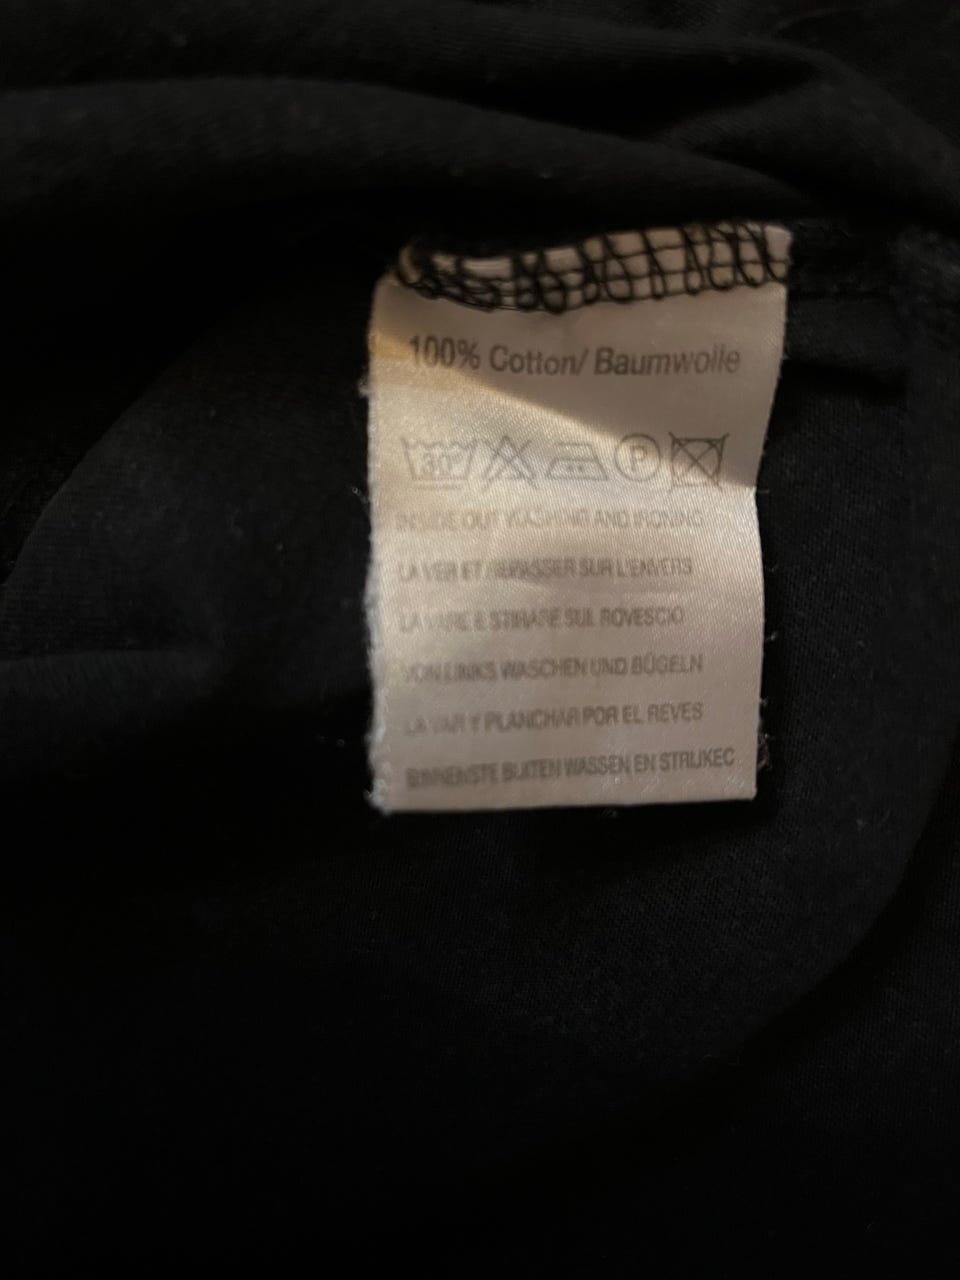 100% Cotton/ Baumwolle
30° P
INSIDE OUT WASHING AND IRONING
LA VER ET REPASSER SUR L'ENVERS
LA VARE E STIRARE SUL ROVESCIO
VON LINKS WASCHEN UND BÜGELN
LA VAR Y PLANCHAR POR EL REVES
BINNENSTE BUITEN WASSEN EN STRIJKEC